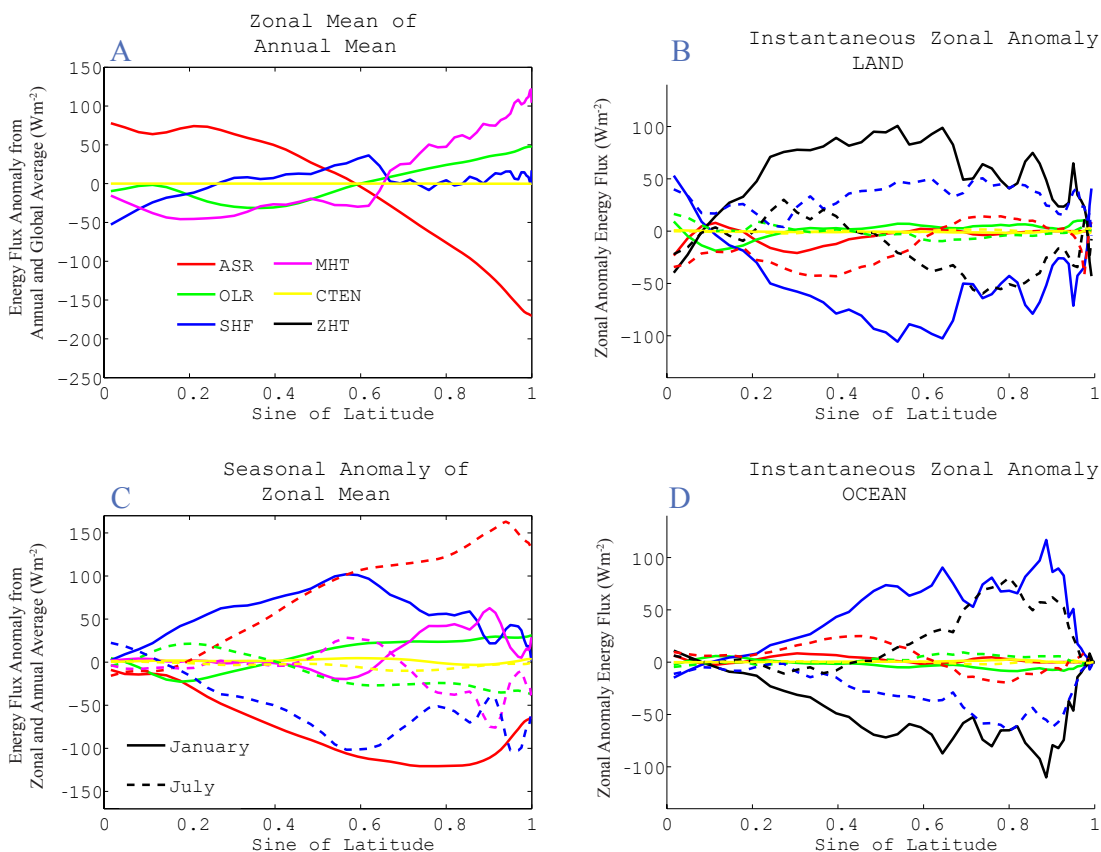 A
Zonal Mean of
Annual Mean
Energy Flux Anomaly from
Annual and Global Average (Wm-2)
150
100
50
0
−50
−100
−150
−200
−250
ASR
OLR
SHF
MHT
CTEN
ZHT
0 0.2 0.4 0.6 0.8 1
Sine of Latitude
B
Instantaneous Zonal Anomaly
LAND
Zonal Anomaly Energy Flux (Wm-2)
100
50
0
−50
−100
0 0.2 0.4 0.6 0.8 1
Sine of Latitude
C
Seasonal Anomaly of
Zonal Mean
Energy Flux Anomaly from
Zonal and Annual Average (Wm-2)
150
100
50
0
-50
-100
-150
January
July
0 0.2 0.4 0.6 0.8 1
Sine of Latitude
D
Instantaneous Zonal Anomaly
OCEAN
Zonal Anomaly Energy Flux (Wm-2)
100
50
0
-50
-100
0 0.2 0.4 0.6 0.8 1
Sine of Latitude